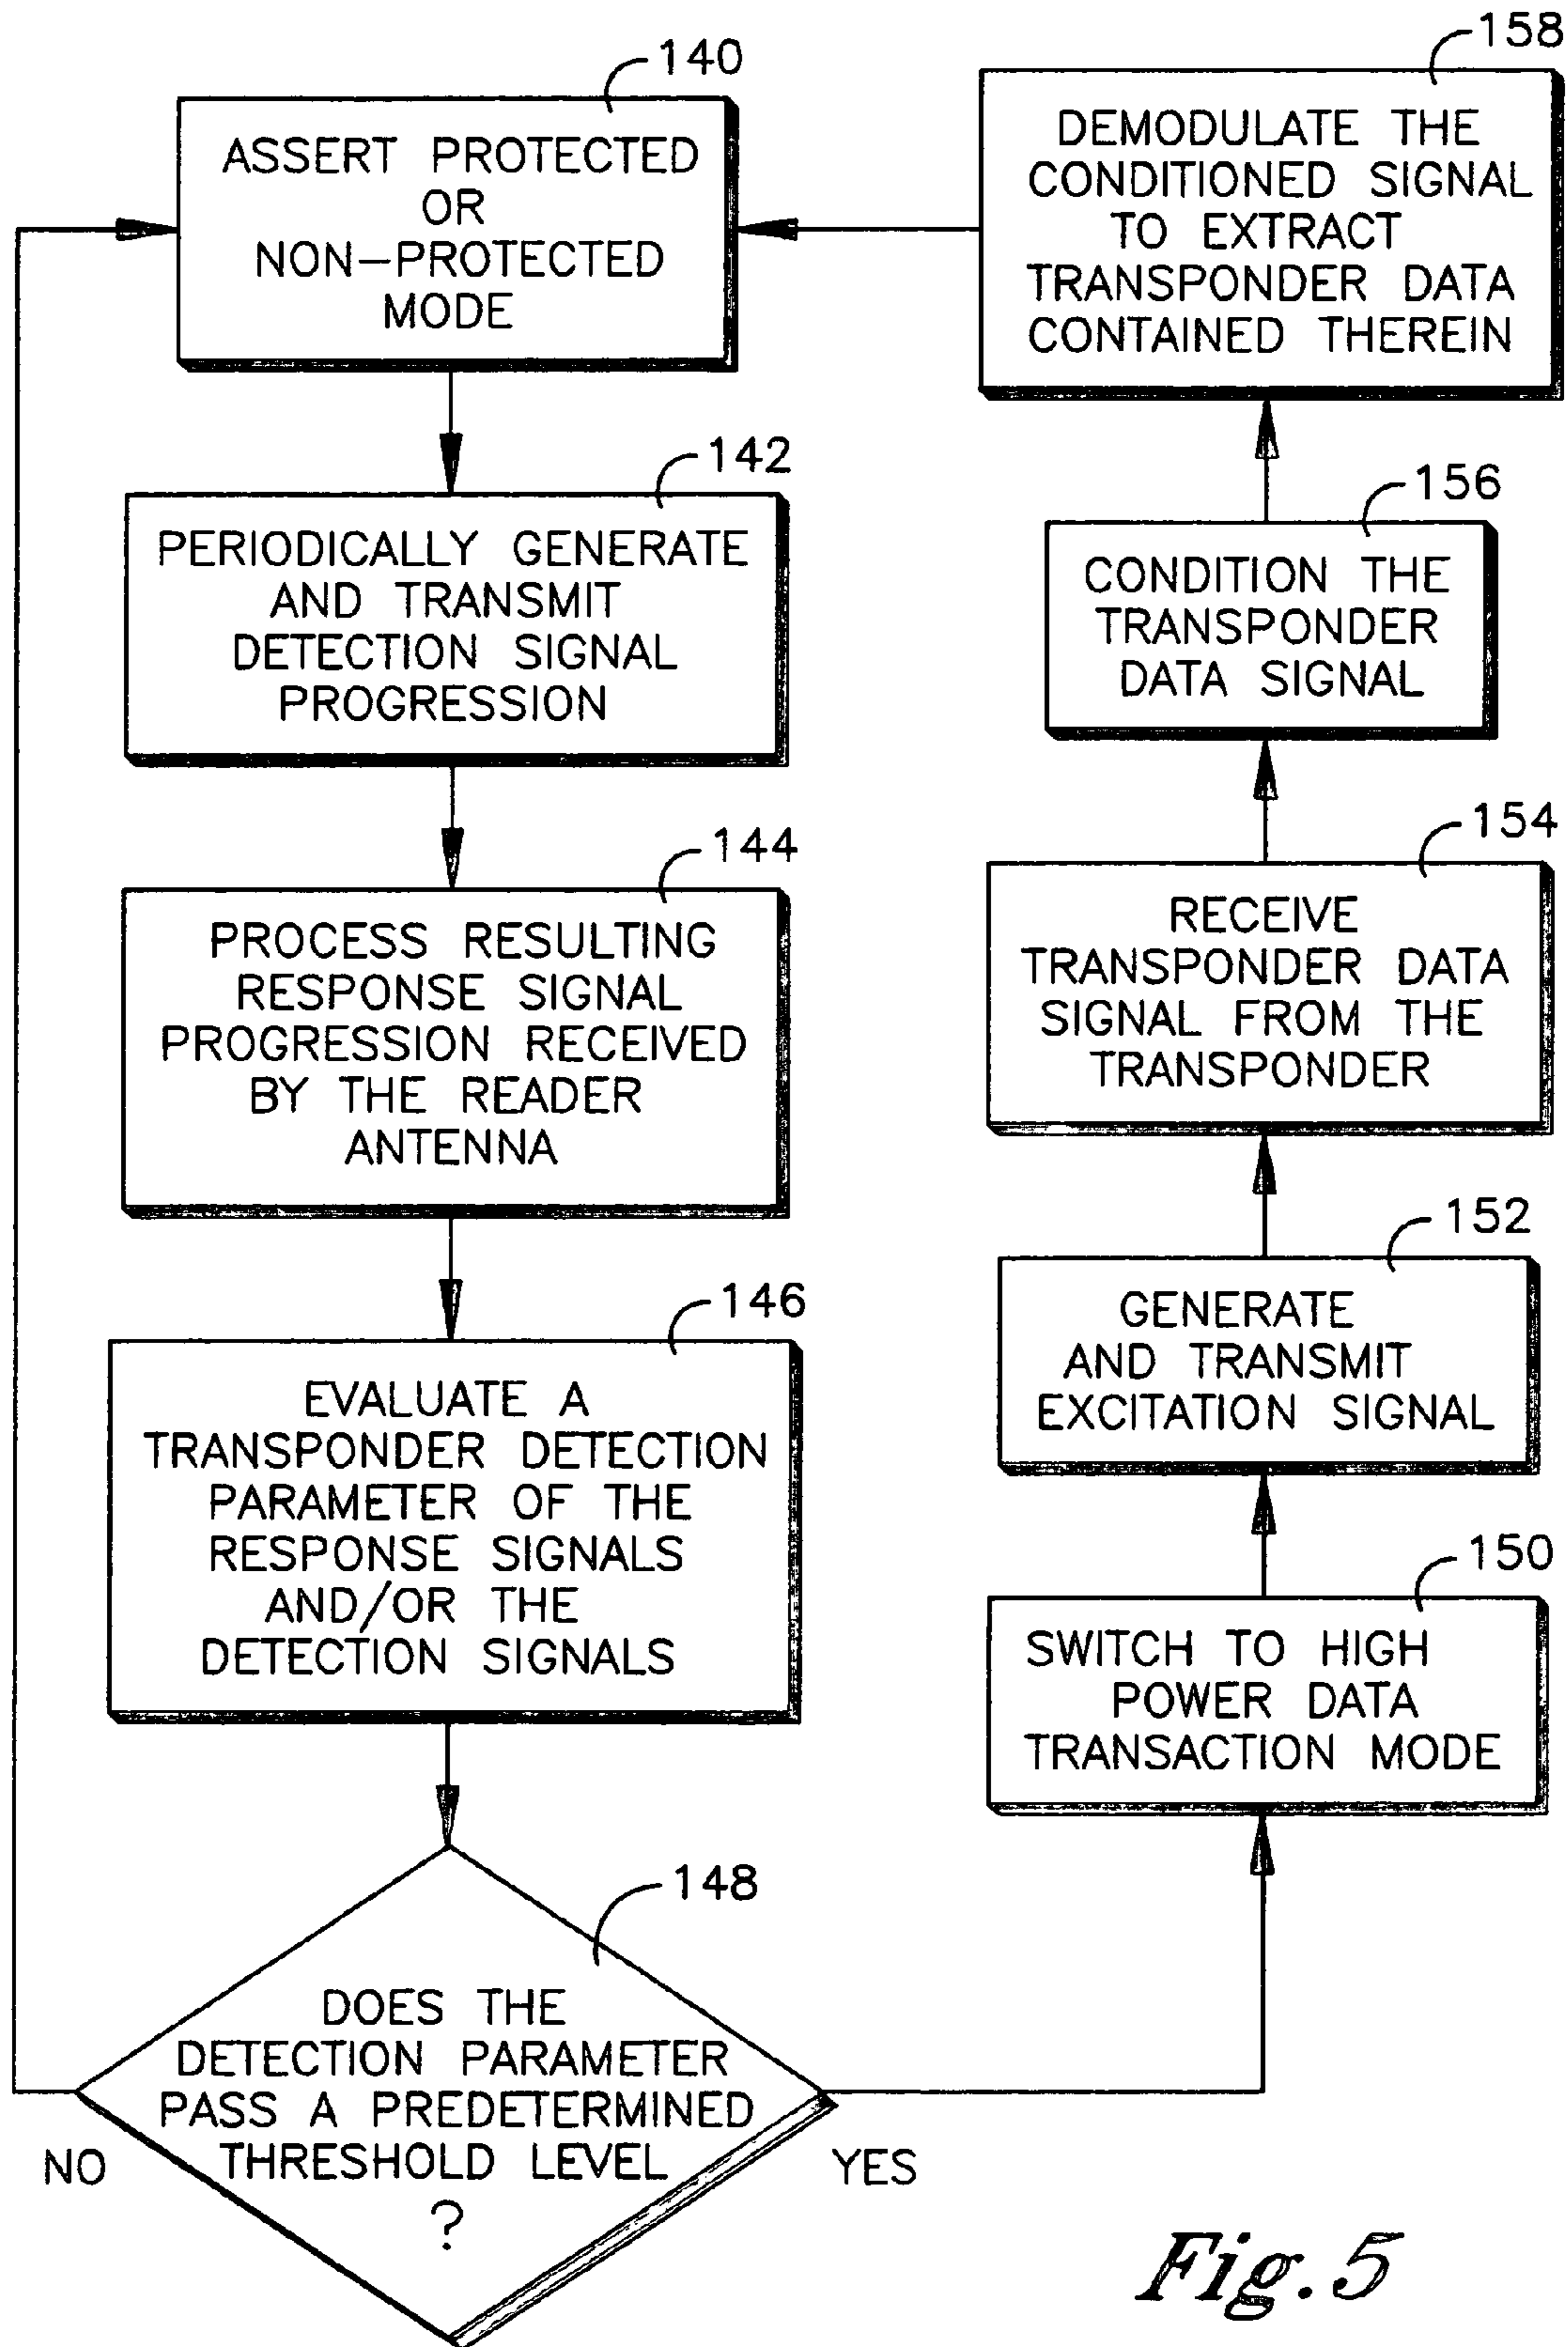 140
ASSERT PROTECTED
OR
NON-PROTECTED
MODE
142
PERIODICALLY GENERATE
AND TRANSMIT
DETECTION SIGNAL
PROGRESSION
144
PROCESS RESULTING
RESPONSE SIGNAL
PROGRESSION RECEIVED
BY THE READER
ANTENNA
146
EVALUATE A
TRANSPONDER DETECTION
PARAMETER OF THE
RESPONSE SIGNALS
AND/OR THE
DETECTION SIGNALS
148
DOES THE
DETECTION PARAMETER
PASS A PREDETERMINED
THRESHOLD LEVEL
?
NO
YES
150
SWITCH TO HIGH
POWER DATA
TRANSACTION MODE
152
GENERATE
AND TRANSMIT
EXCITATION SIGNAL
154
RECEIVE
TRANSPONDER DATA
SIGNAL FROM THE
TRANSPONDER
156
CONDITION THE
TRANSPONDER
DATA SIGNAL
158
DEMODULATE THE
CONDITIONED SIGNAL
TO EXTRACT
TRANSPONDER DATA
CONTAINED THEREIN
Fig. 5